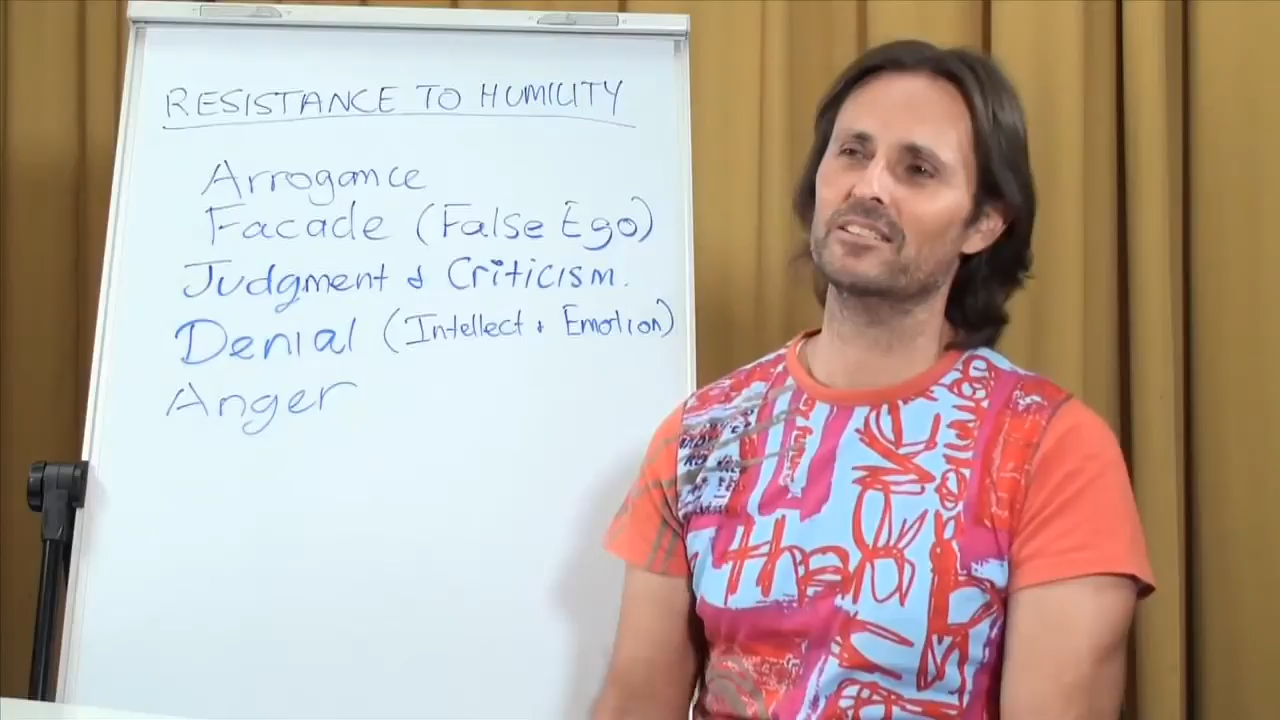 RESISTANCE TO HUMILITY
Arrogance
Facade (False Ego)
Judgment & Criticism.
Denial (Intellect + Emotion)
Anger